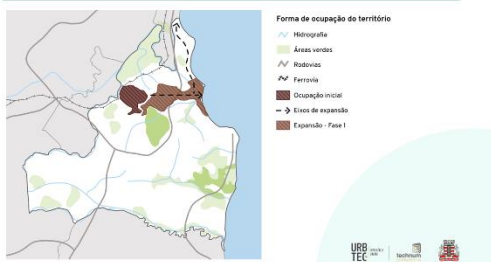 Forma de ocupação do território
Hidrografia
Áreas verdes
Rodovias
Ferrovia
Ocupação inicial
Eixos de expansão
Expansão - Fase I
URB
TEC
technum